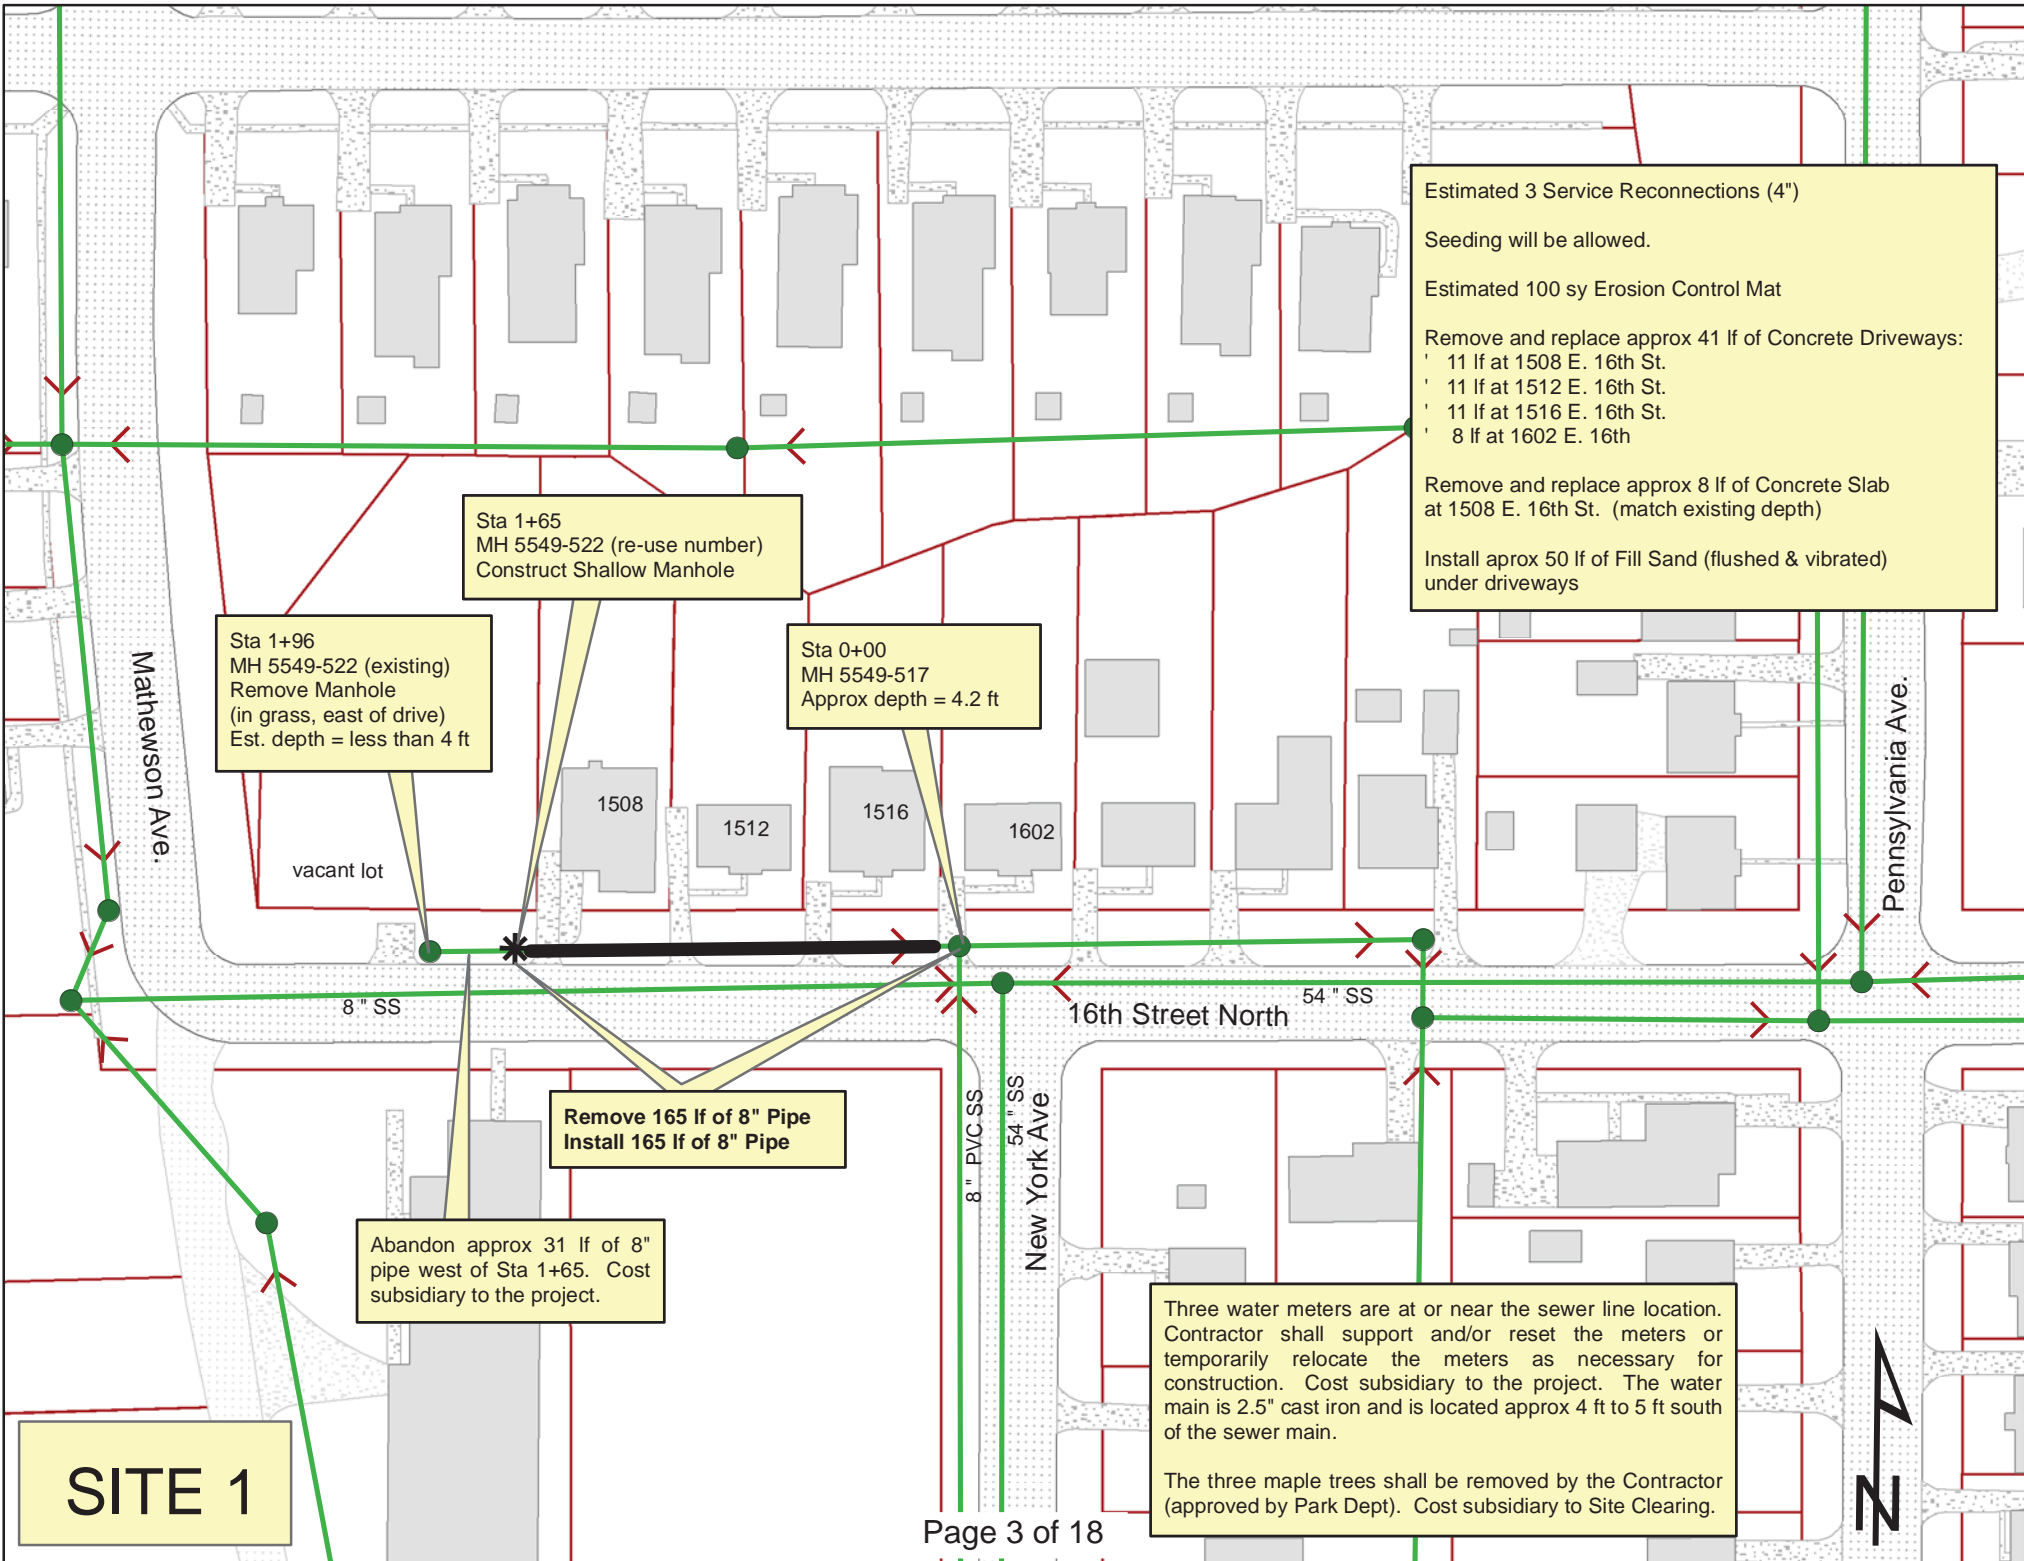 Estimated 3 Service Reconnections (4")
Seeding will be allowed.
Estimated 100 sy Erosion Control Mat
Remove and replace approx 41 lf of Concrete Driveways:
' 11 lf at 1508 E. 16th St.
' 11 lf at 1512 E. 16th St.
' 11 lf at 1516 E. 16th St.
' 8 lf at 1602 E. 16th
Remove and replace approx 8 lf of Concrete Slab
at 1508 E. 16th St. (match existing depth)
Install aprox 50 lf of Fill Sand (flushed & vibrated)
under driveways
Sta 1+65
MH 5549-522 (re-use number)
Construct Shallow Manhole
Sta 1+96
MH 5549-522 (existing)
Remove Manhole
(in grass, east of drive)
Est. depth = less than 4 ft
Sta 0+00
MH 5549-517
Approx depth = 4.2 ft
Mathewson Ave.
Pennsylvania Ave.
1508
1512
1516
1602
vacant lot
8 " SS
54 " SS
16th Street North
8 " PVC SS
54 " SS
New York Ave
Remove 165 lf of 8" Pipe
Install 165 lf of 8" Pipe
Abandon approx 31 lf of 8"
pipe west of Sta 1+65. Cost
subsidiary to the project.
Three water meters are at or near the sewer line location.
Contractor shall support and/or reset the meters or
temporarily relocate the meters as necessary for
construction. Cost subsidiary to the project. The water
main is 2.5" cast iron and is located approx 4 ft to 5 ft south
of the sewer main.
The three maple trees shall be removed by the Contractor
(approved by Park Dept). Cost subsidiary to Site Clearing.
SITE 1
N
Page 3 of 18